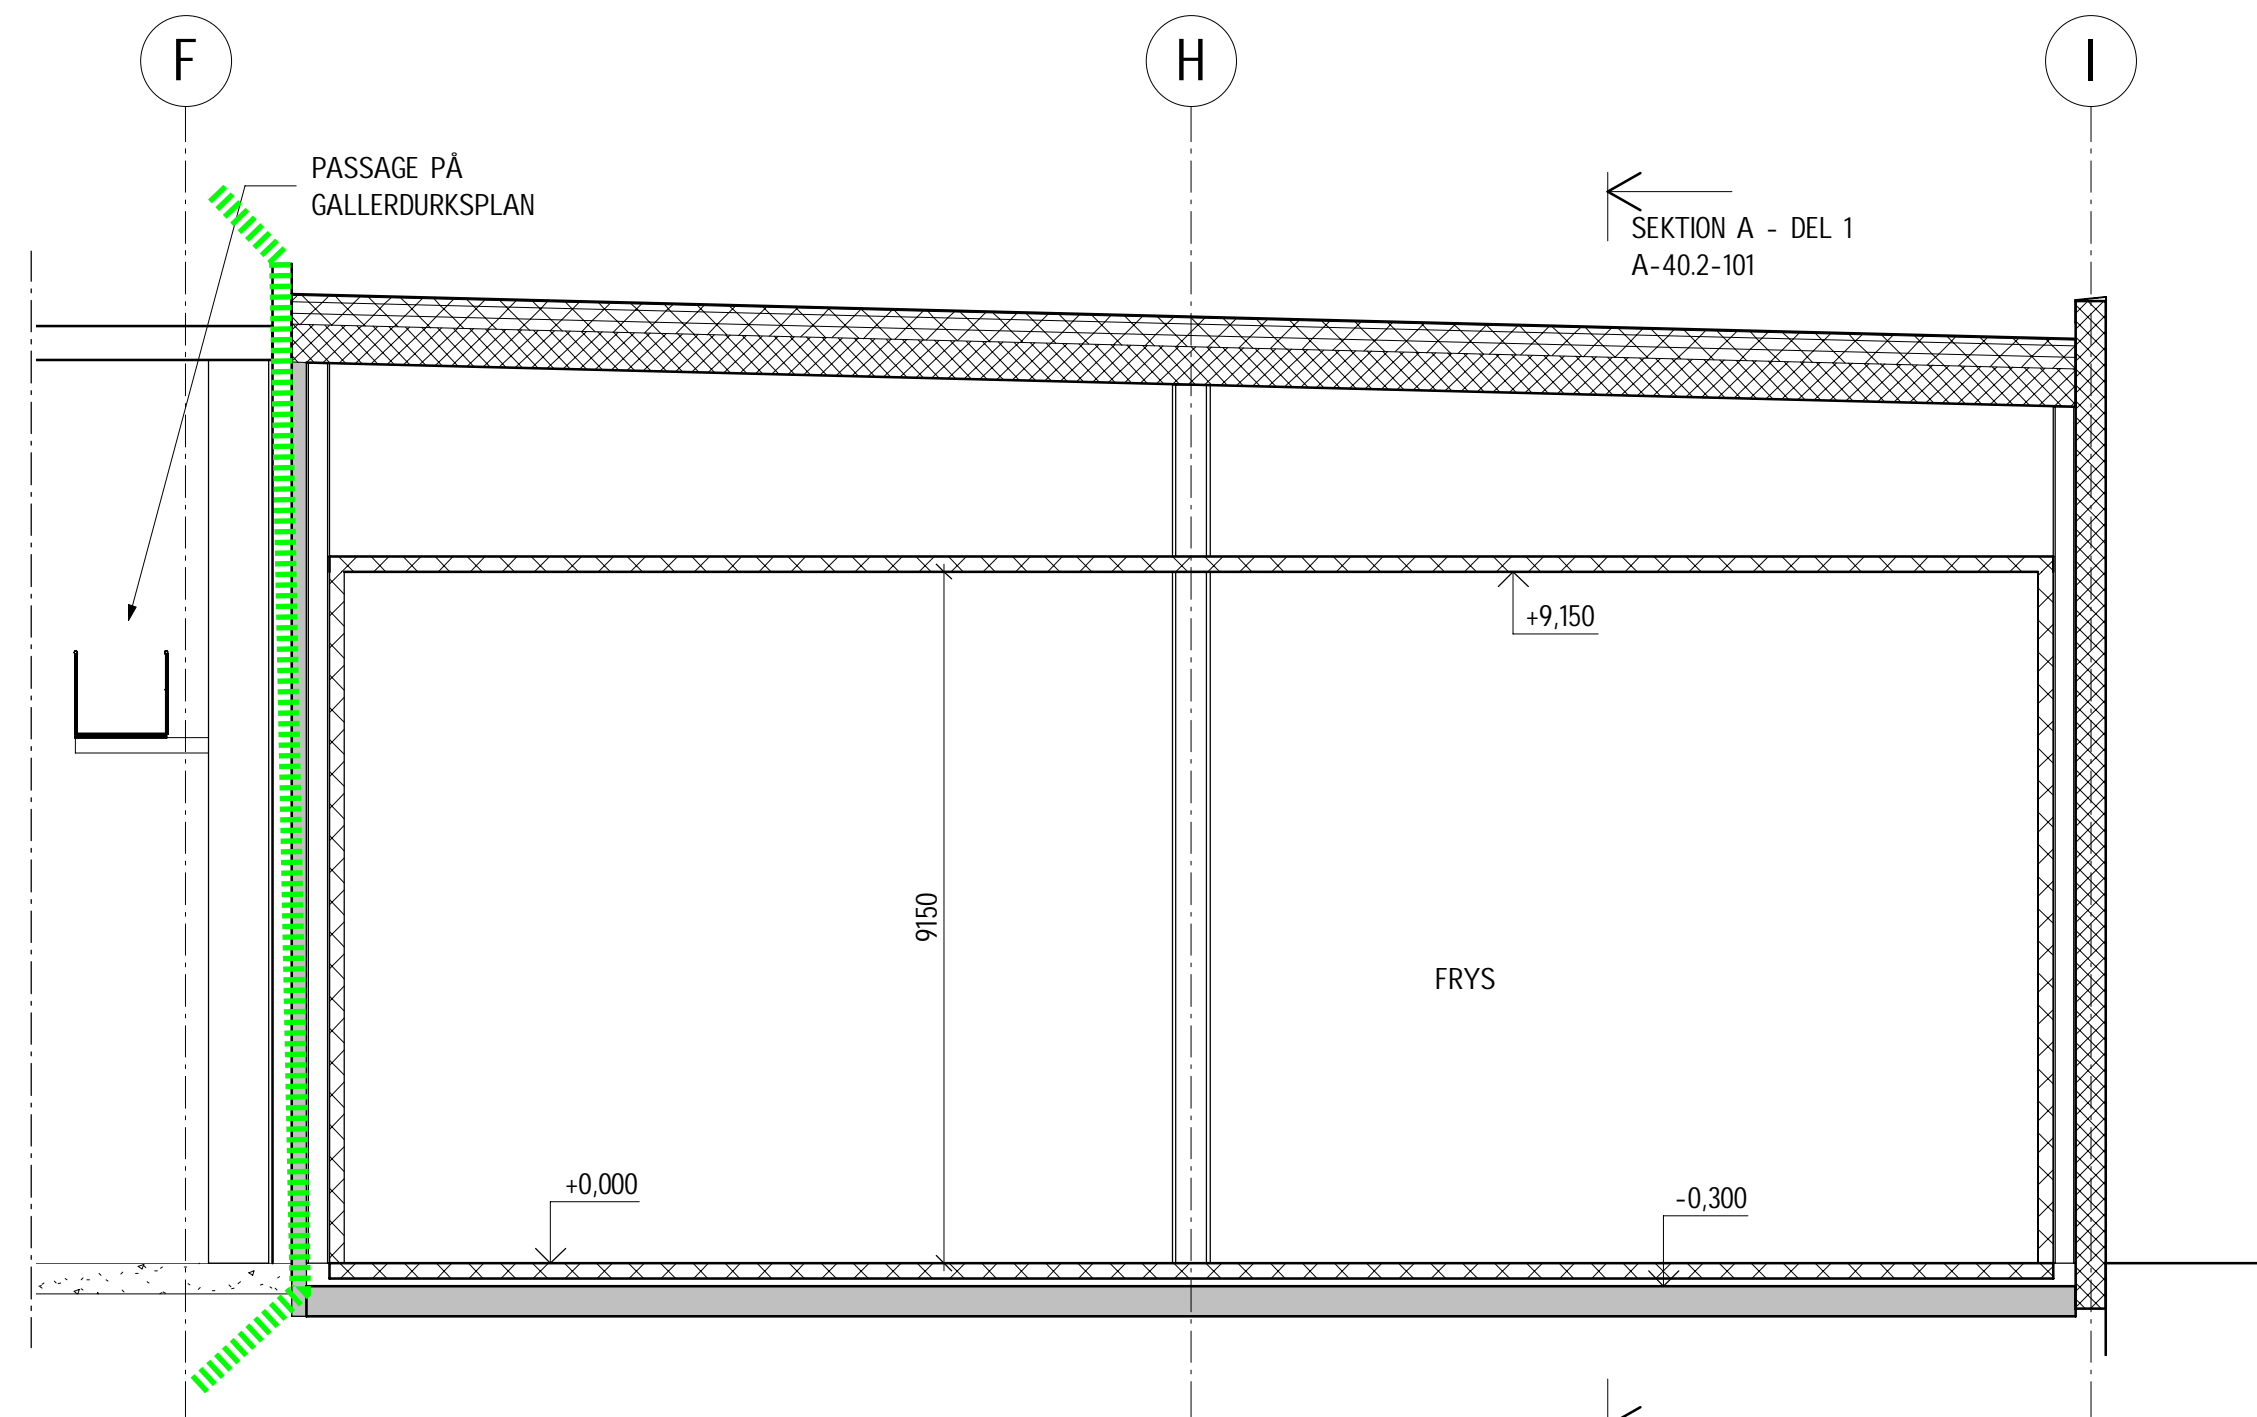 F
H
I
PASSAGE PÅ
GALLERDURKSPLAN
SEKTION A - DEL 1
A-40.2-101
+9,150
9150
FRYS
+0,000
-0,300